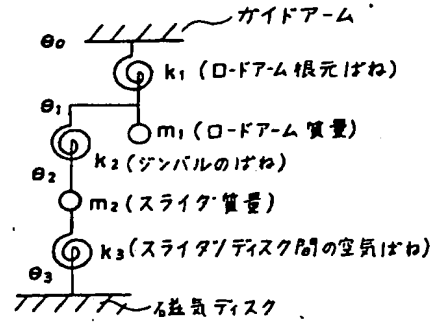 ガイドアーム
θ₀
k₁ (ロードアーム根元ばね)
θ₁
m₁ (ロードアーム質量)
k₂ (ジンバルのばね)
θ₂
m₂ (スライダ質量)
k₃ (スライダ/ディスク間の空気ばね)
θ₃
磁気ディスク